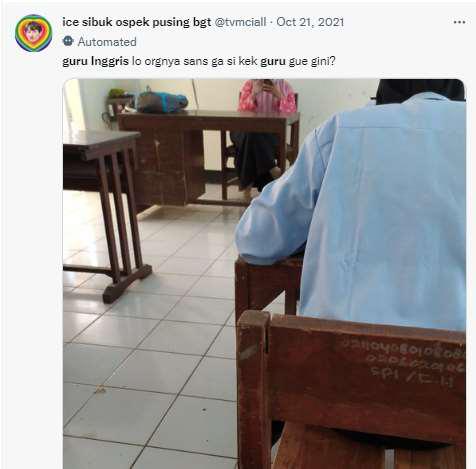 ice sibuk ospek pusing bgt @tvmciall · Oct 21, 2021
Automated
guru Inggris lo orgnya sans ga si kek guru gue gini?
SP1